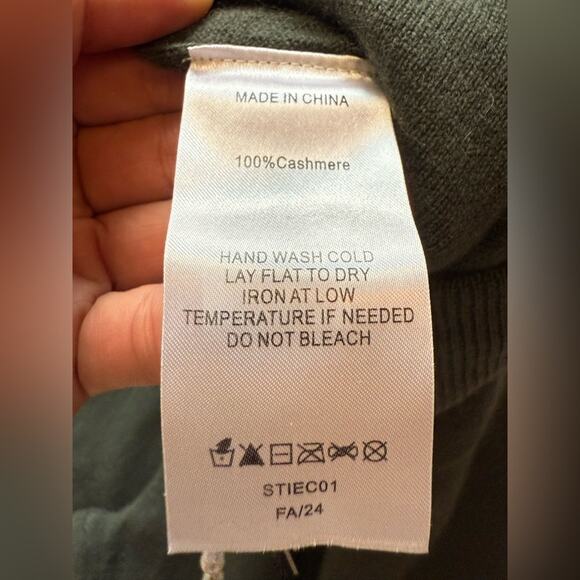 MADE IN CHINA
100%Cashmere
HAND WASH COLD
LAY FLAT TO DRY
IRON AT LOW
TEMPERATURE IF NEEDED
DO NOT BLEACH
STIEC01
FA/24